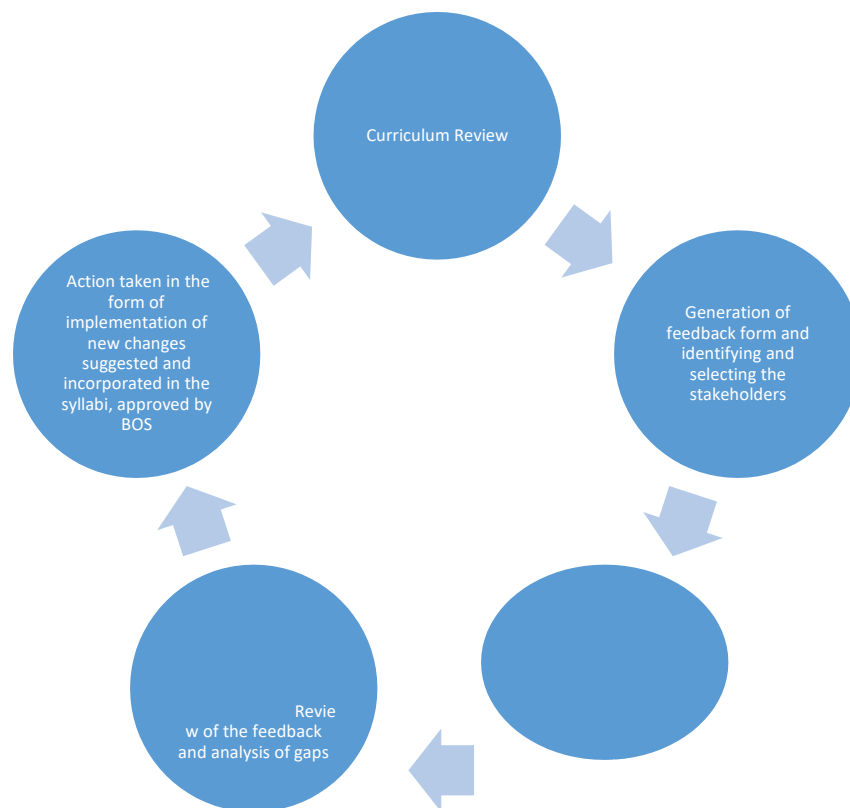 Curriculum Review
Generation of
feedback form and
identifying and
selecting the
stakeholders
Revie
w of the feedback
and analysis of gaps
Action taken in the
form of
implementation of
new changes
suggested and
incorporated in the
syllabi, approved by
BOS